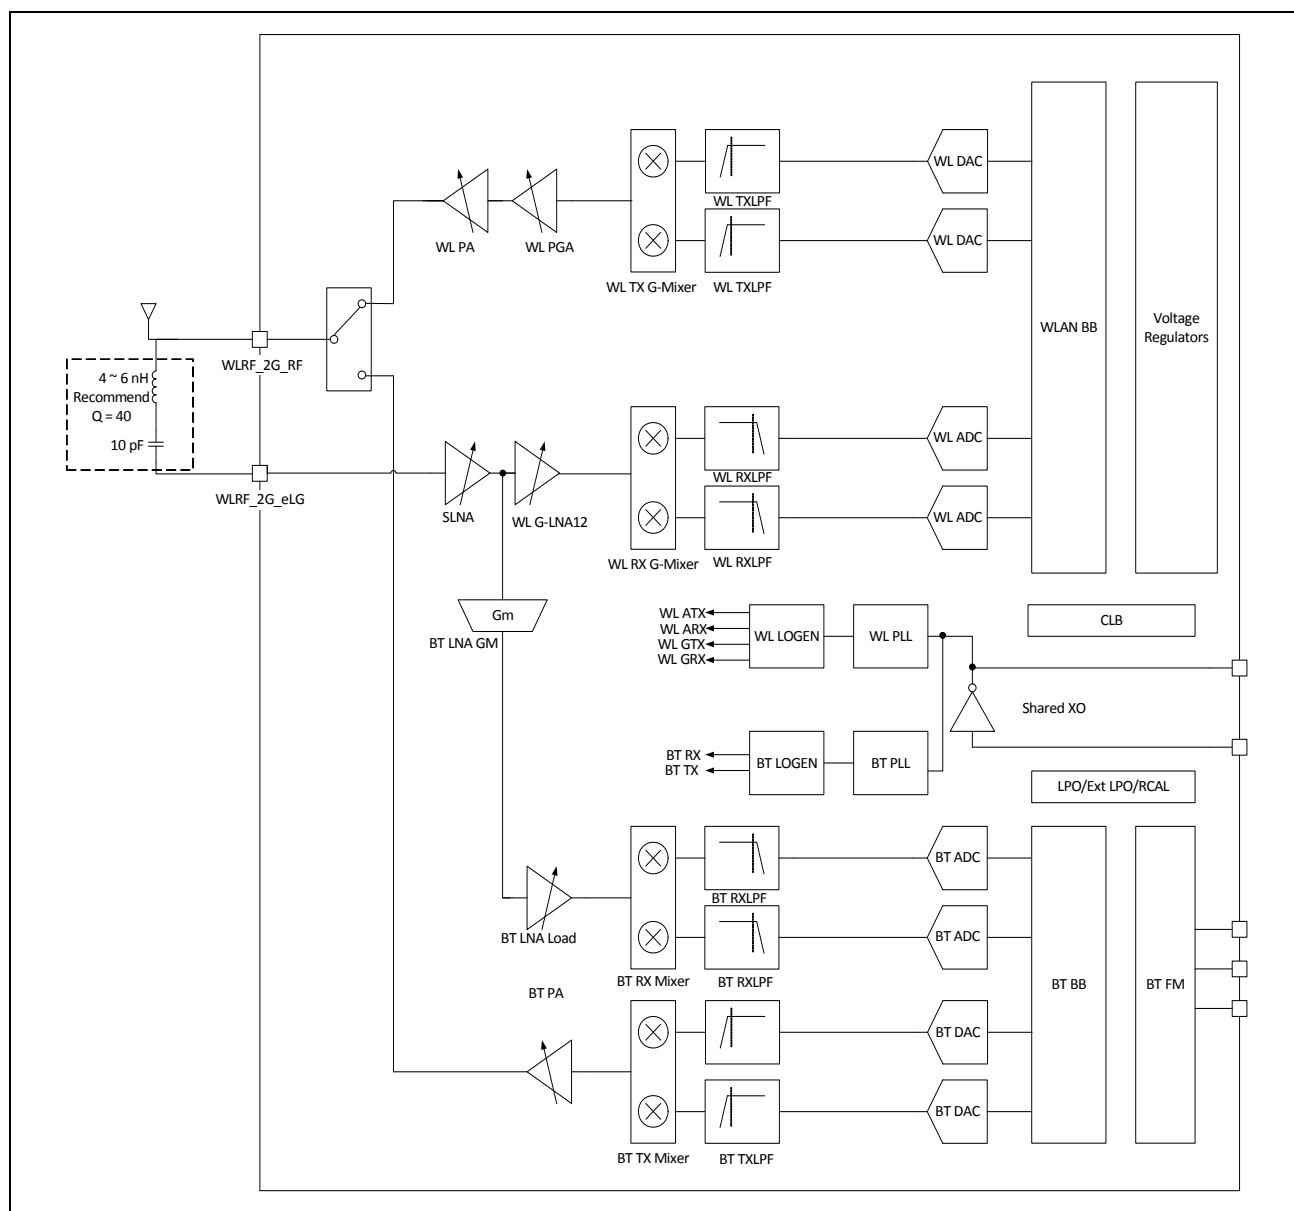 WL DAC
WL TXLPF
WL PA
WL PGA
WL DAC
WL TX G-Mixer
WL TXLPF
WLAN BB
Voltage
Regulators
WLRF_2G_RF
4 ~ 6 nH
Recommend
Q = 40
10 pF
WL ADC
WL RXLPF
WLRF_2G_eLG
SLNA
WL G-LNA12
WL ADC
WL RX G-Mixer
WL RXLPF
Gm
BT LNA GM
WL ATX
WL ARX
WL GTX
WL GRX
WL LOGEN
WL PLL
CLB
Shared XO
BT RX
BT TX
BT LOGEN
BT PLL
LPO/Ext LPO/RCAL
BT ADC
BT RXLPF
BT LNA Load
BT ADC
BT RX Mixer
BT RXLPF
BT BB
BT FM
BT PA
BT DAC
BT DAC
BT TX Mixer
BT TXLPF